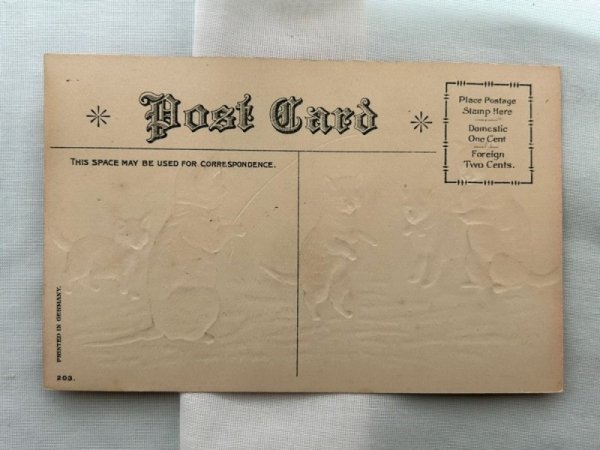 Post Card
Place Postage
Stamp Here
Domestic
One Cent
Foreign
Two Cents.
THIS SPACE MAY BE USED FOR CORRESPONDENCE.
PRINTED IN GERMANY.
203.